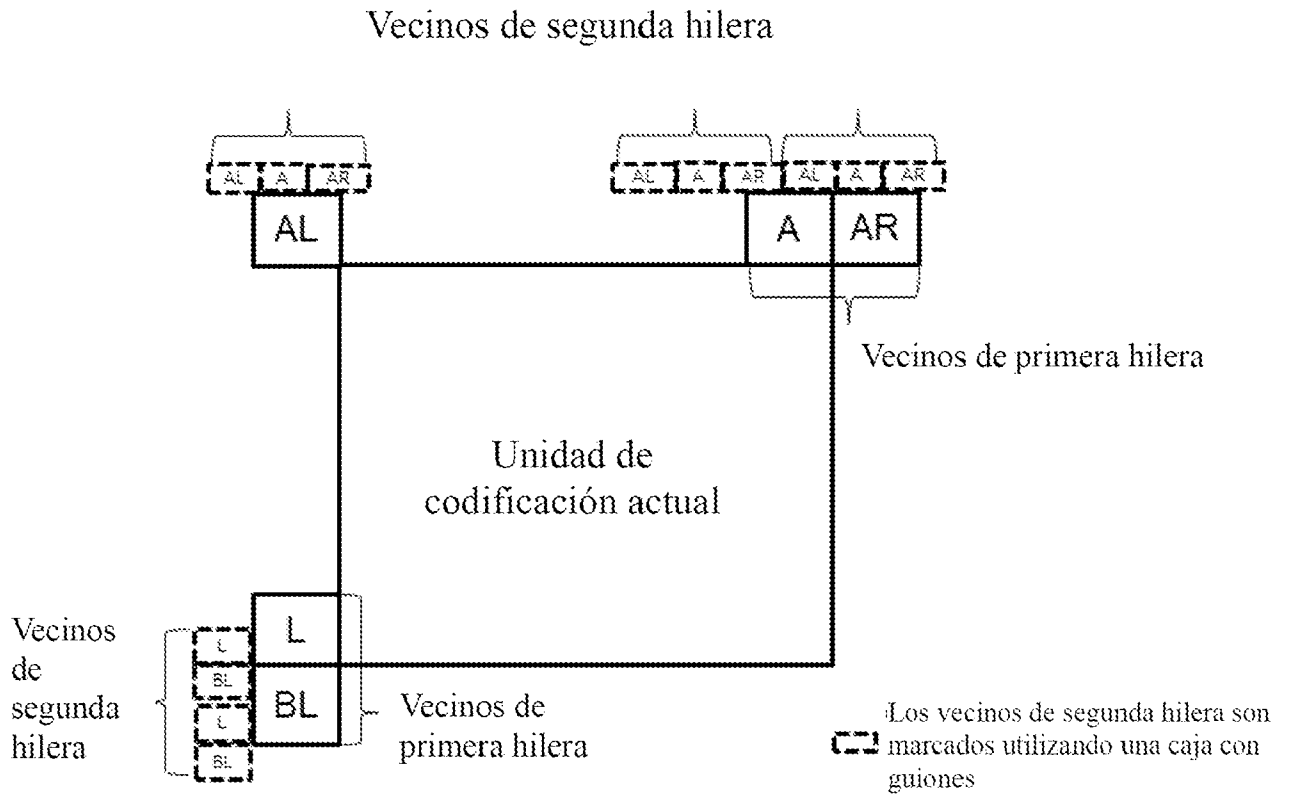 Vecinos de segunda hilera
AL A AR AL A AR AL A AR
AL A AR
Vecinos de primera hilera
Unidad de
codificación actual
L
BL
Vecinos
de
segunda
hilera
L
BL
L
BL
Vecinos de
primera hilera
Los vecinos de segunda hilera son
marcados utilizando una caja con
guiones